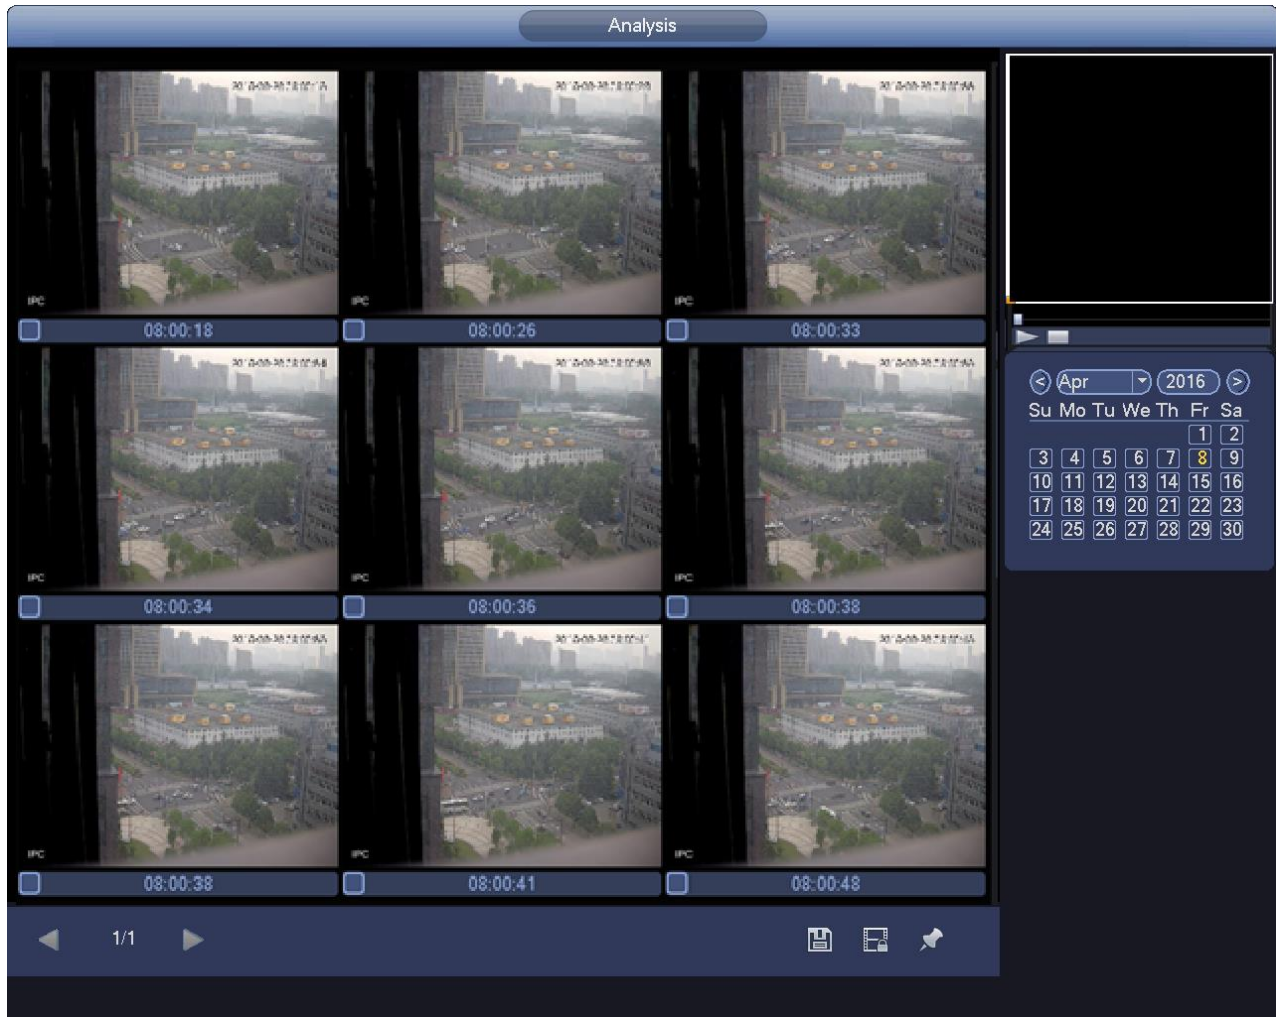 Analysis
IPC IPC IPC
08:00:18 08:00:26 08:00:33
IPC IPC IPC
08:00:34 08:00:36 08:00:38
IPC IPC IPC
08:00:38 08:00:41 08:00:48
1/1
< Apr 2016 >
Su Mo Tu We Th Fr Sa
1 2
3 4 5 6 7 8 9
10 11 12 13 14 15 16
17 18 19 20 21 22 23
24 25 26 27 28 29 30